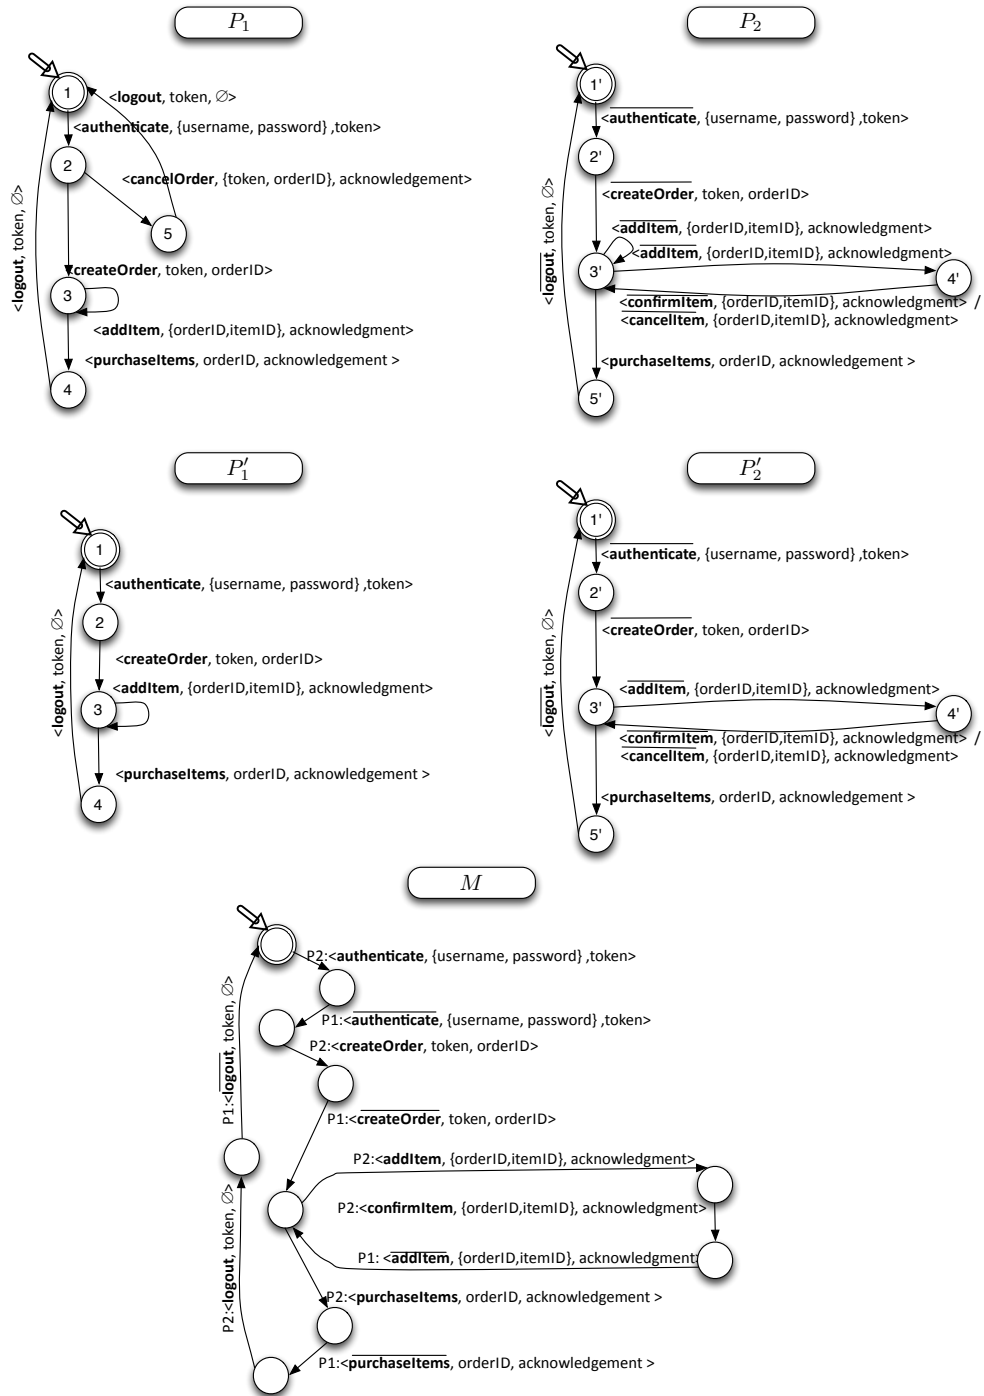 P₁
1
<logout, token, ∅>
<authenticate, {username, password} ,token>
2
<cancelOrder, {token, orderID}, acknowledgement>
5
<logout, token, ∅>
<createOrder, token, orderID>
3
<addItem, {orderID,itemID}, acknowledgment>
<purchaseItems, orderID, acknowledgement >
4
P₂
1'
<authenticate, {username, password} ,token>
2'
<createOrder, token, orderID>
<logout, token, ∅>
<addItem, {orderID,itemID}, acknowledgment>
<addItem, {orderID,itemID}, acknowledgment>
3'
4'
<confirmItem, {orderID,itemID}, acknowledgment> /
<cancelItem, {orderID,itemID}, acknowledgment>
<purchaseItems, orderID, acknowledgement >
5'
P′₁
1
<authenticate, {username, password} ,token>
2
<logout, token, ∅>
<createOrder, token, orderID>
<addItem, {orderID,itemID}, acknowledgment>
3
<purchaseItems, orderID, acknowledgement >
4
P′₂
1'
<authenticate, {username, password} ,token>
2'
<createOrder, token, orderID>
<logout, token, ∅>
<addItem, {orderID,itemID}, acknowledgment>
3'
4'
<confirmItem, {orderID,itemID}, acknowledgment> /
<cancelItem, {orderID,itemID}, acknowledgment>
<purchaseItems, orderID, acknowledgement >
5'
M
P2:<authenticate, {username, password} ,token>
P1:<authenticate, {username, password} ,token>
P2:<createOrder, token, orderID>
P1:<logout, token, ∅>
P1:<createOrder, token, orderID>
P2:<addItem, {orderID,itemID}, acknowledgment>
P2:<confirmItem, {orderID,itemID}, acknowledgment>
P1: <addItem, {orderID,itemID}, acknowledgment>
P2:<logout, token, ∅>
P2:<purchaseItems, orderID, acknowledgement >
P1:<purchaseItems, orderID, acknowledgement >